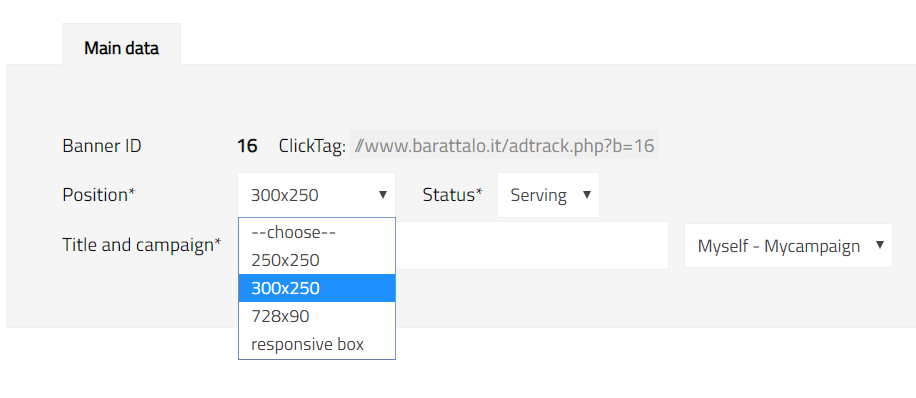 Main data
Banner ID 16 ClickTag: //www.barattalo.it/adtrack.php?b=16
Position* 300x250 Status* Serving
Title and campaign* Myself - Mycampaign
--choose--
250x250
300x250
728x90
responsive box